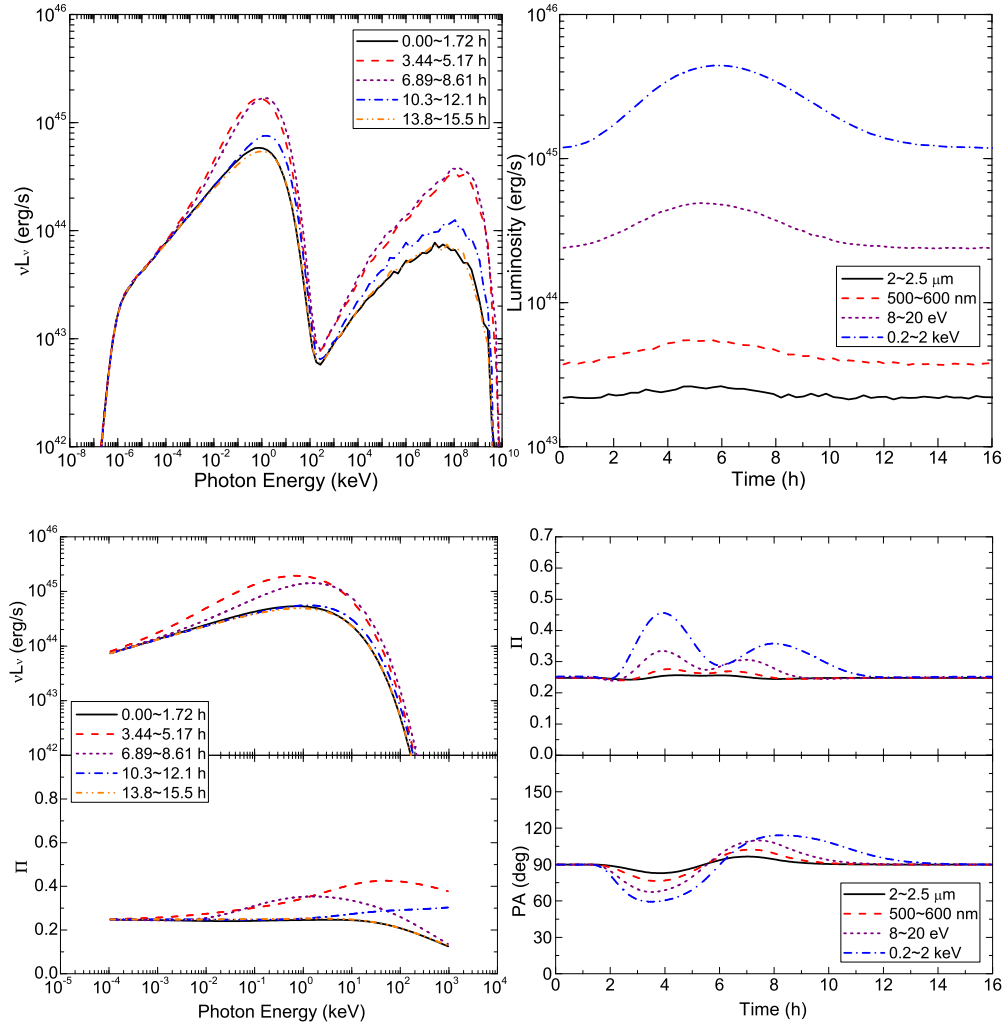 10^46
10^45
10^44
10^43
10^42
νL_ν (erg/s)
10^-8 10^-6 10^-4 10^-2 10^0 10^2 10^4 10^6 10^8 10^10
Photon Energy (keV)
0.00~1.72 h
3.44~5.17 h
6.89~8.61 h
10.3~12.1 h
13.8~15.5 h
10^46
10^45
10^44
10^43
Luminosity (erg/s)
0 2 4 6 8 10 12 14 16
Time (h)
2~2.5 μm
500~600 nm
8~20 eV
0.2~2 keV
10^46
10^45
10^44
10^43
10^42
νL_ν (erg/s)
0.00~1.72 h
3.44~5.17 h
6.89~8.61 h
10.3~12.1 h
13.8~15.5 h
0.8
0.6
0.4
0.2
0.0
Π
10^-5 10^-4 10^-3 10^-2 10^-1 10^0 10^1 10^2 10^3 10^4
Photon Energy (keV)
0.7
0.6
0.5
0.4
0.3
0.2
0.1
0.0
Π
150
120
90
60
30
0
PA (deg)
0 2 4 6 8 10 12 14 16
Time (h)
2~2.5 μm
500~600 nm
8~20 eV
0.2~2 keV